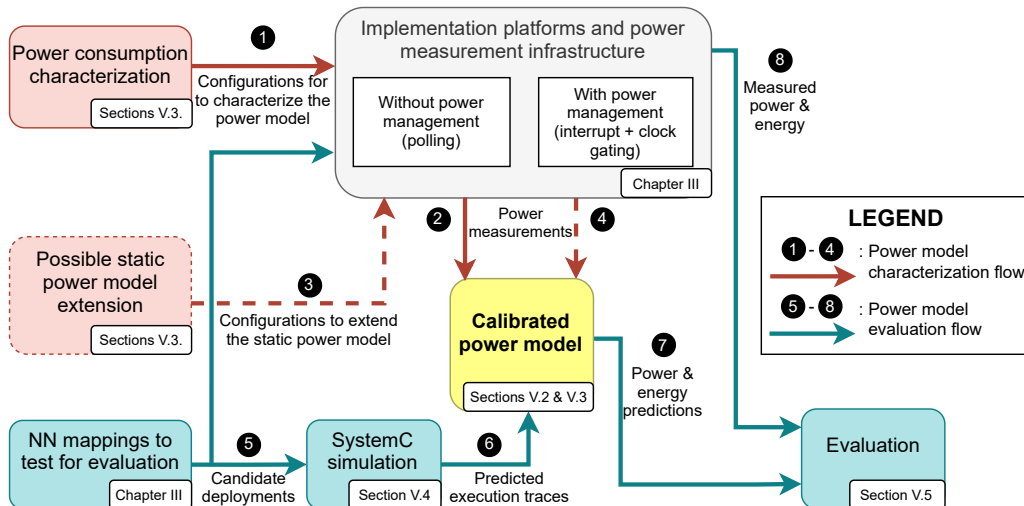 Power consumption
characterization
Sections V.3.
1
Configurations for
to characterize the
power model
Implementation platforms and power
measurement infrastructure
Without power
management
(polling)
With power
management
(interrupt + clock
gating)
Chapter III
8
Measured
power &
energy
2
Power
measurements
4
LEGEND
1 - 4 : Power model
characterization flow
5 - 8 : Power model
evaluation flow
Possible static
power model
extension
Sections V.3.
3
Configurations to extend
the static power model
Calibrated
power model
Sections V.2 & V.3
7
Power &
energy
predictions
NN mappings to
test for evaluation
Chapter III
5
Candidate
deployments
SystemC
simulation
Section V.4
6
Predicted
execution traces
Evaluation
Section V.5